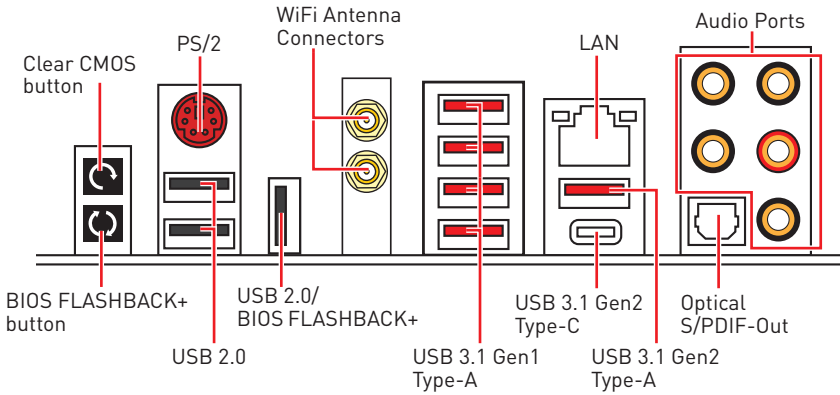 WiFi Antenna
Connectors
Audio Ports
PS/2
LAN
Clear CMOS
button
BIOS FLASHBACK+
button
USB 2.0/
BIOS FLASHBACK+
USB 2.0
USB 3.1 Gen1
Type-A
USB 3.1 Gen2
Type-C
USB 3.1 Gen2
Type-A
Optical
S/PDIF-Out